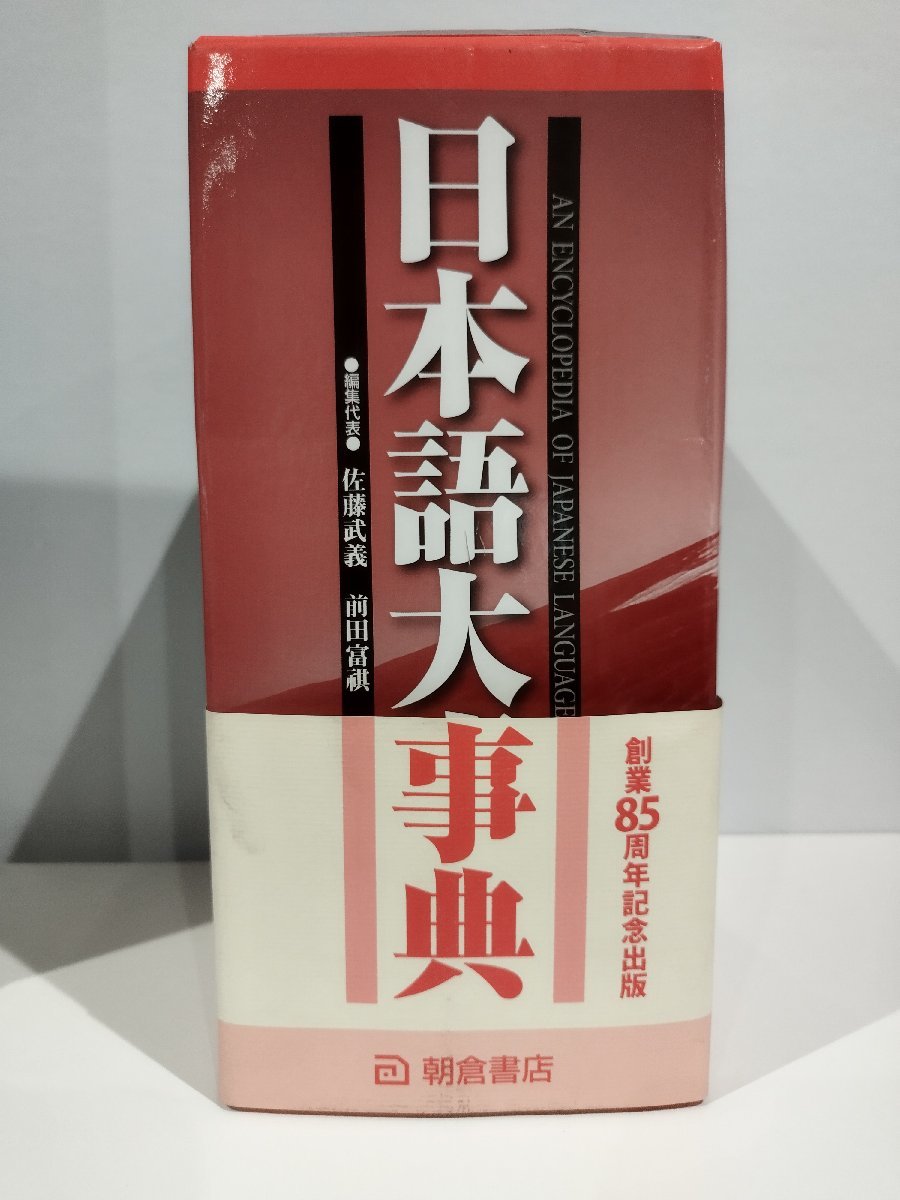 AN ENCYCLOPEDIA OF JAPANESE LANGUAGE
日本語大事典
●編集代表● 佐藤武義 前田富祺
創業85周年記念出版
朝倉書店